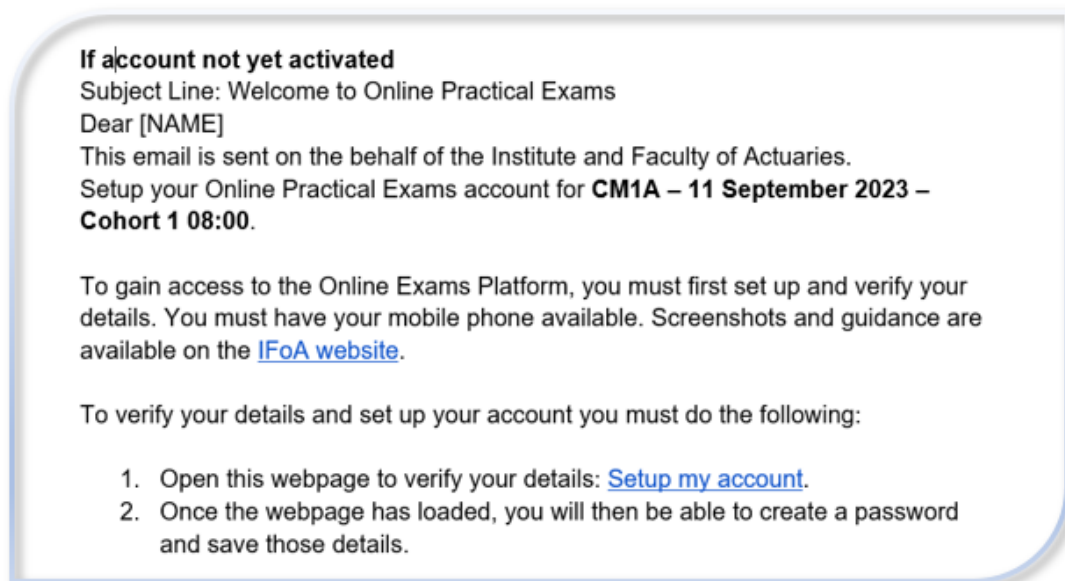 If account not yet activated
Subject Line: Welcome to Online Practical Exams
Dear [NAME]
This email is sent on the behalf of the Institute and Faculty of Actuaries.
Setup your Online Practical Exams account for CM1A – 11 September 2023 –
Cohort 1 08:00.
To gain access to the Online Exams Platform, you must first set up and verify your
details. You must have your mobile phone available. Screenshots and guidance are
available on the IFoA website.
To verify your details and set up your account you must do the following:
1. Open this webpage to verify your details: Setup my account.
2. Once the webpage has loaded, you will then be able to create a password
and save those details.